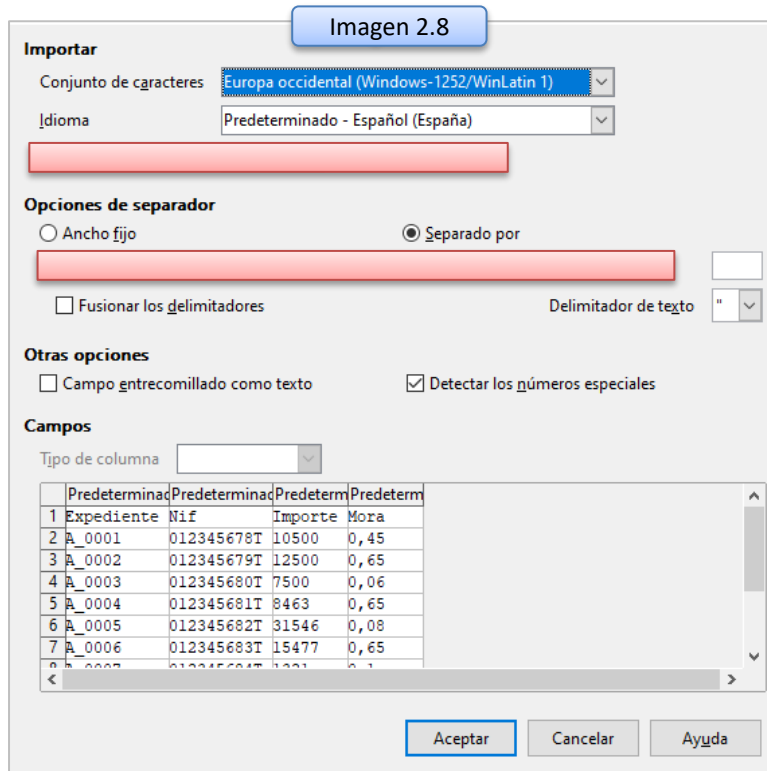 Imagen 2.8
Importar
Conjunto de caracteres Europa occidental (Windows-1252/WinLatin 1)
Idioma Predeterminado - Español (España)
Opciones de separador
Ancho fijo Separado por
Fusionar los delimitadores Delimitador de texto "
Otras opciones
Campo entrecomillado como texto Detectar los números especiales
Campos
Tipo de columna
Predeterminac Predeterminac Predeterm Predeterm
1 Expediente Nif Importe Mora
2 A_0001 012345678T 10500 0,45
3 A_0002 012345679T 12500 0,65
4 A_0003 012345680T 7500 0,06
5 A_0004 012345681T 8463 0,65
6 A_0005 012345682T 31546 0,08
7 A_0006 012345683T 15477 0,65
Aceptar Cancelar Ayuda